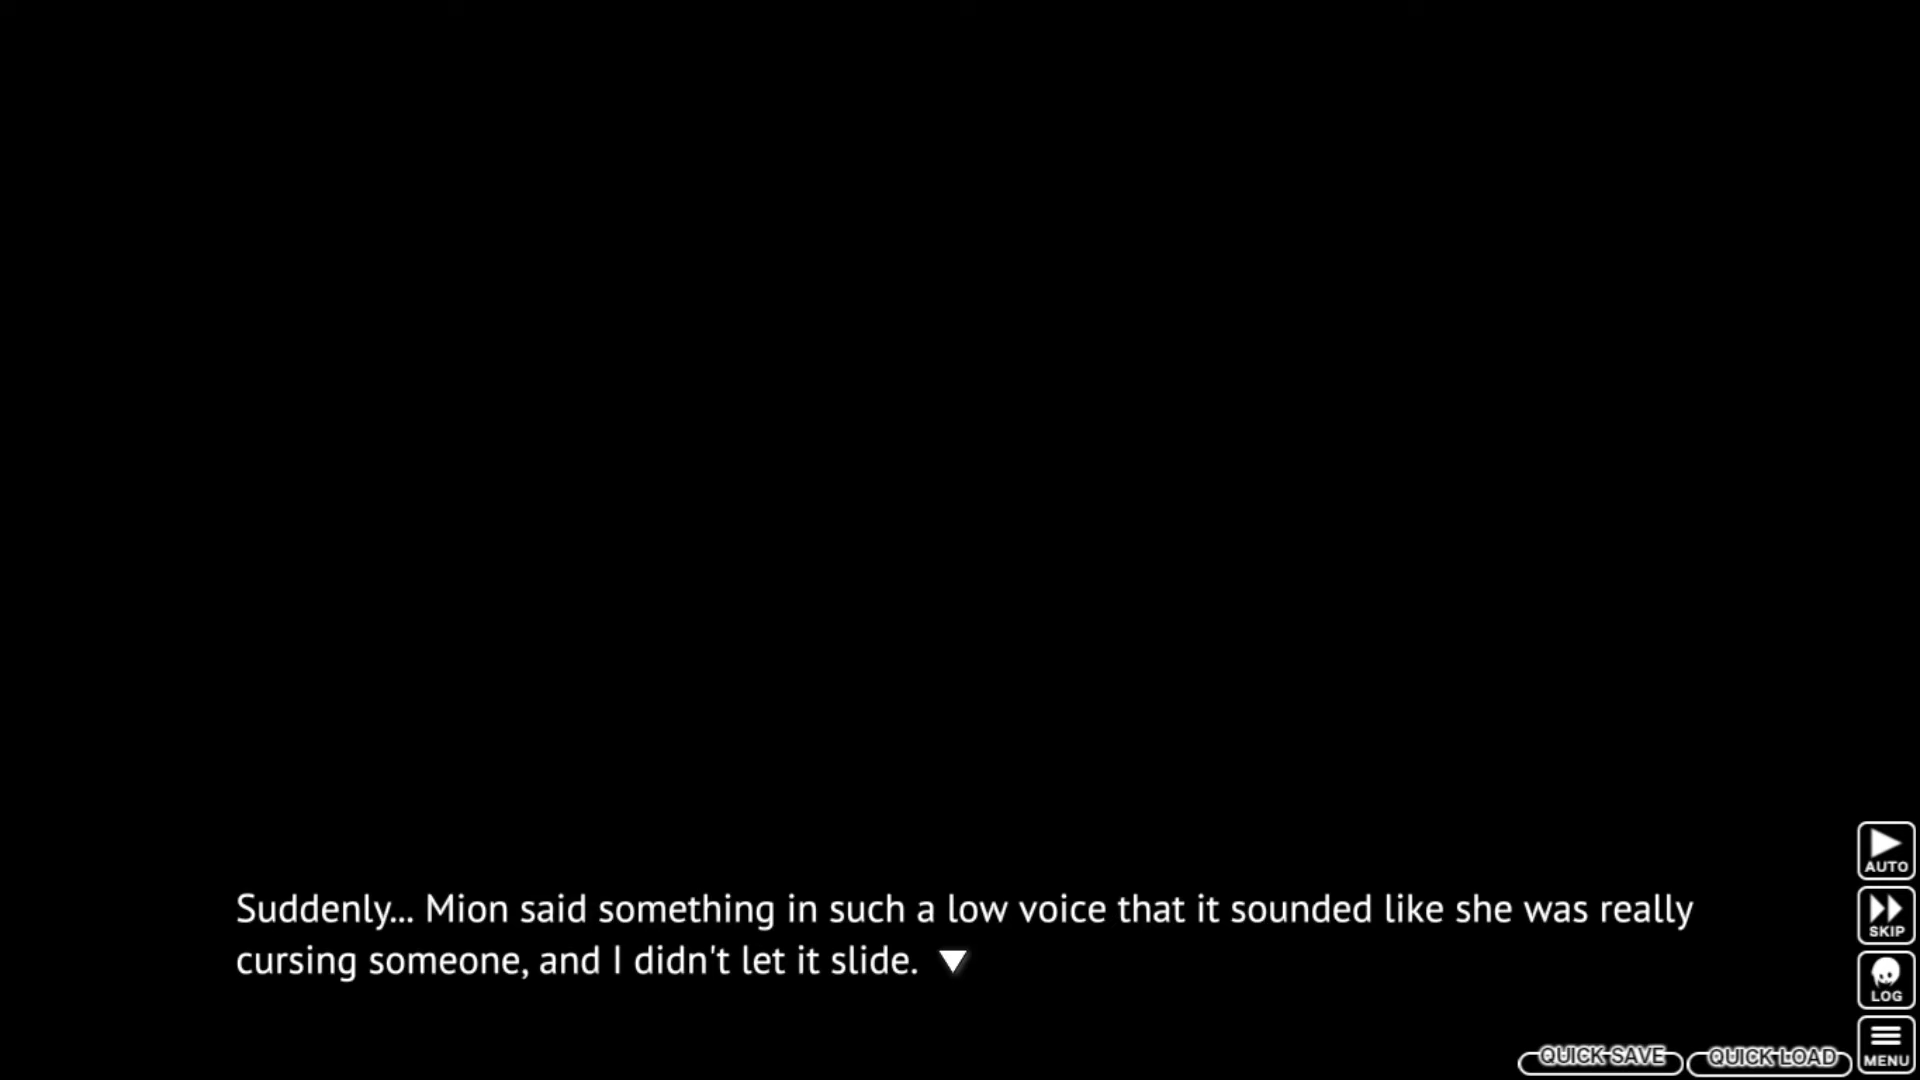 Suddenly... Mion said something in such a low voice that it sounded like she was really
cursing someone, and I didn't let it slide.
AUTO
SKIP
LOG
MENU
QUICK SAVE
QUICK LOAD